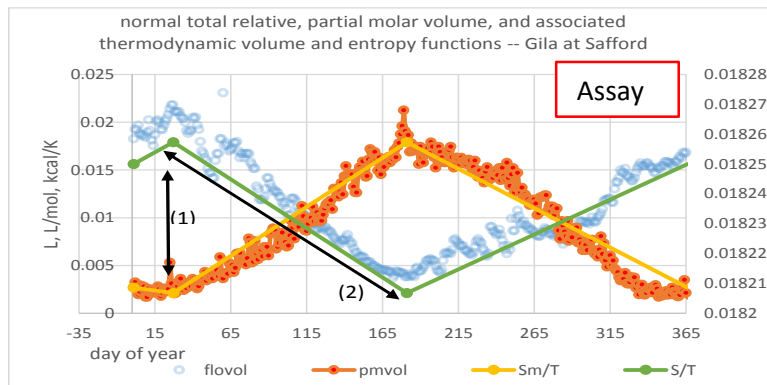 normal total relative, partial molar volume, and associated
thermodynamic volume and entropy functions -- Gila at Safford
Assay
L, L/mol, kcal/K
0.025
0.02
0.015
0.01
0.005
0
0.01828
0.01827
0.01826
0.01825
0.01824
0.01823
0.01822
0.01821
0.0182
(1)
(2)
-35 15 65 115 165 215 265 315 365
day of year
flovol pmvol Sm/T S/T